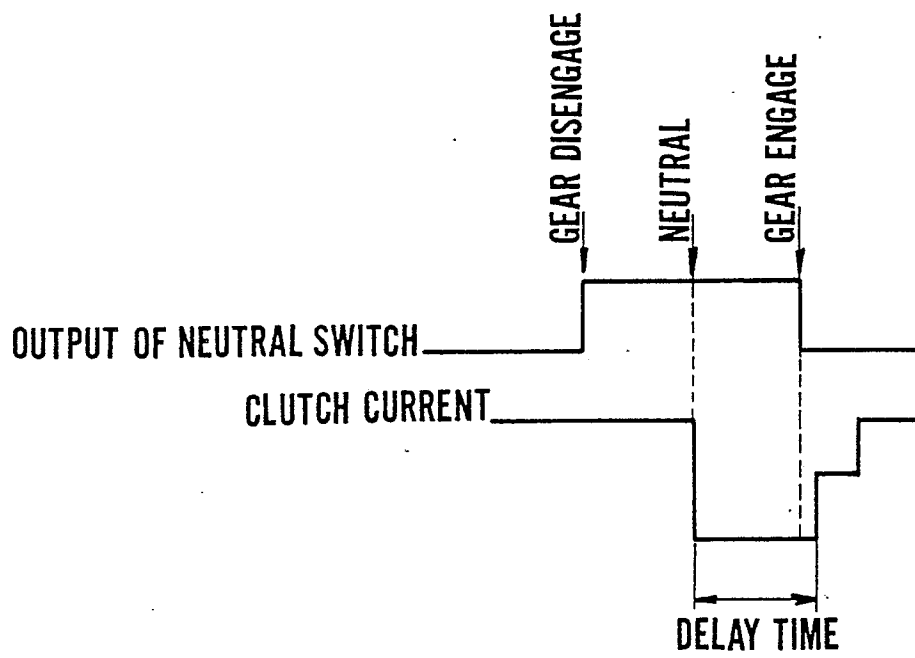 GEAR DISENGAGE
NEUTRAL
GEAR ENGAGE
OUTPUT OF NEUTRAL SWITCH
CLUTCH CURRENT
DELAY TIME